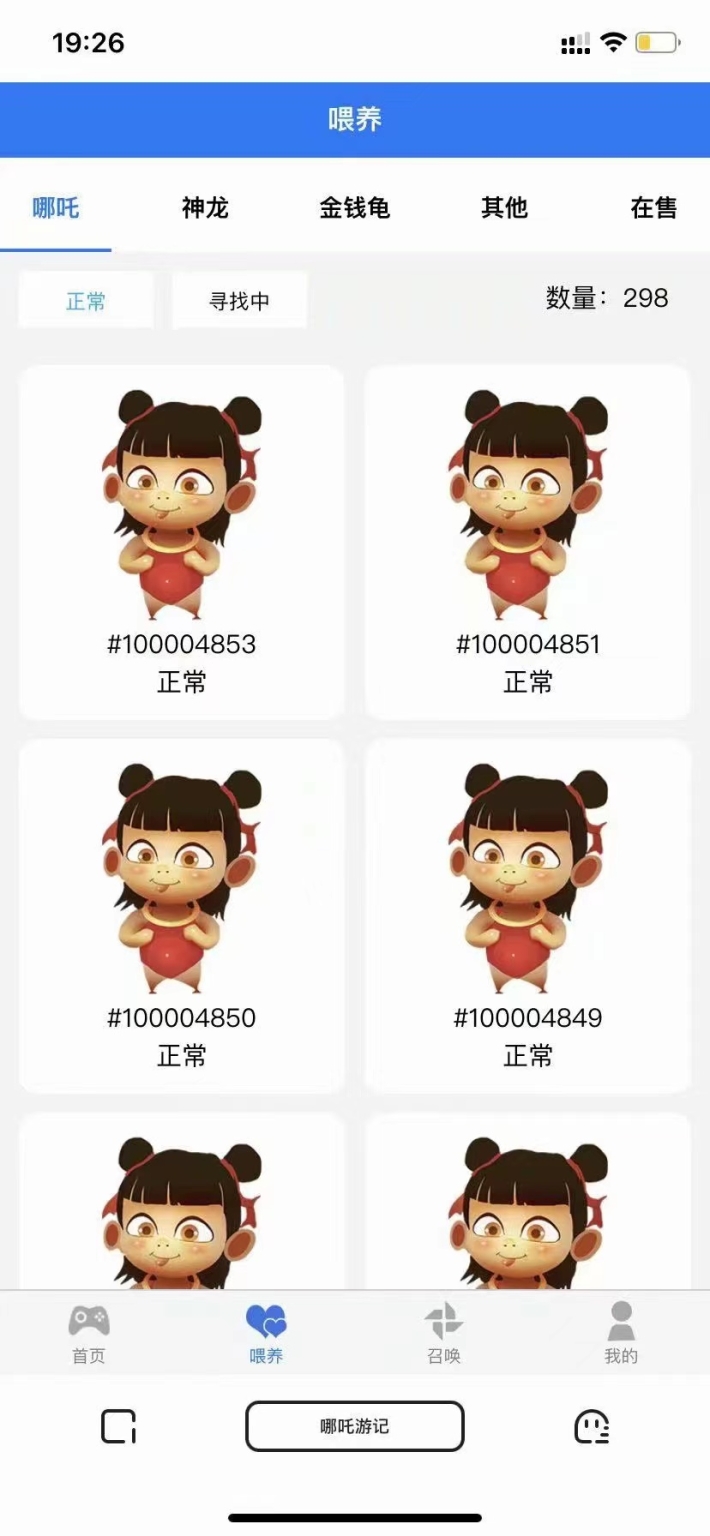 19:26
喂养
哪吒 神龙 金钱龟 其他 在售
正常 寻找中 数量：298
#100004853 #100004851
正常 正常
#100004850 #100004849
正常 正常
首页 喂养 召唤 我的
哪吒游记